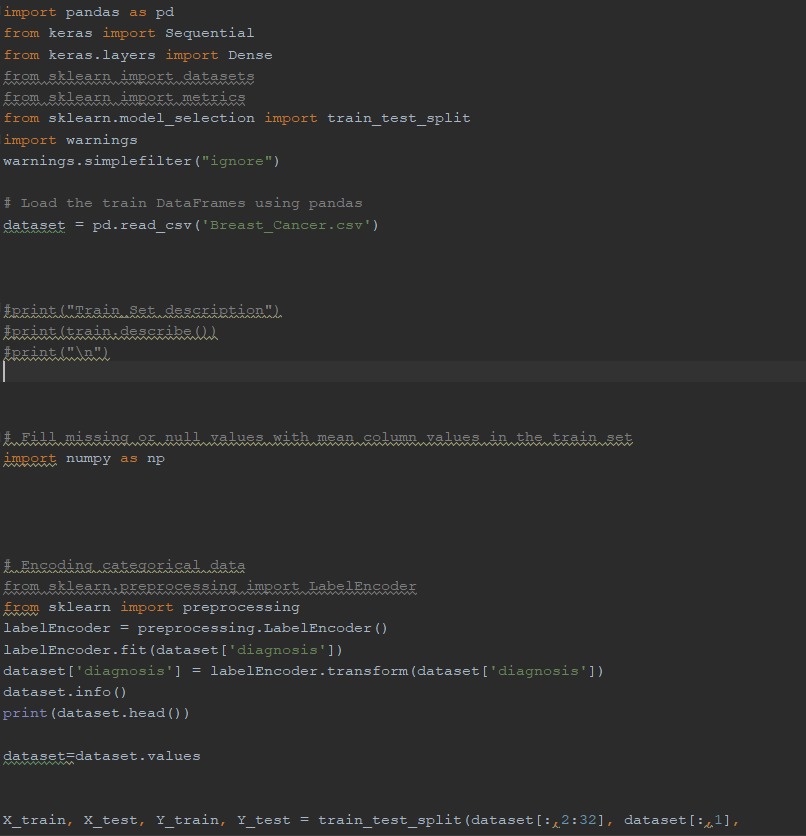 import pandas as pd
from keras import Sequential
from keras.layers import Dense
from sklearn import datasets
from sklearn import metrics
from sklearn.model_selection import train_test_split
import warnings
warnings.simplefilter("ignore")
# Load the train DataFrames using pandas
dataset = pd.read_csv('Breast_Cancer.csv')
#print("Train_Set description")
#print(train.describe())
#print("\n")
# Fill missing or null values with mean column values in the train set
import numpy as np
# Encoding categorical data
from sklearn.preprocessing import LabelEncoder
from sklearn import preprocessing
labelEncoder = preprocessing.LabelEncoder()
labelEncoder.fit(dataset['diagnosis'])
dataset['diagnosis'] = labelEncoder.transform(dataset['diagnosis'])
dataset.info()
print(dataset.head())
dataset=dataset.values
X_train, X_test, Y_train, Y_test = train_test_split(dataset[:,2:32], dataset[:,1],